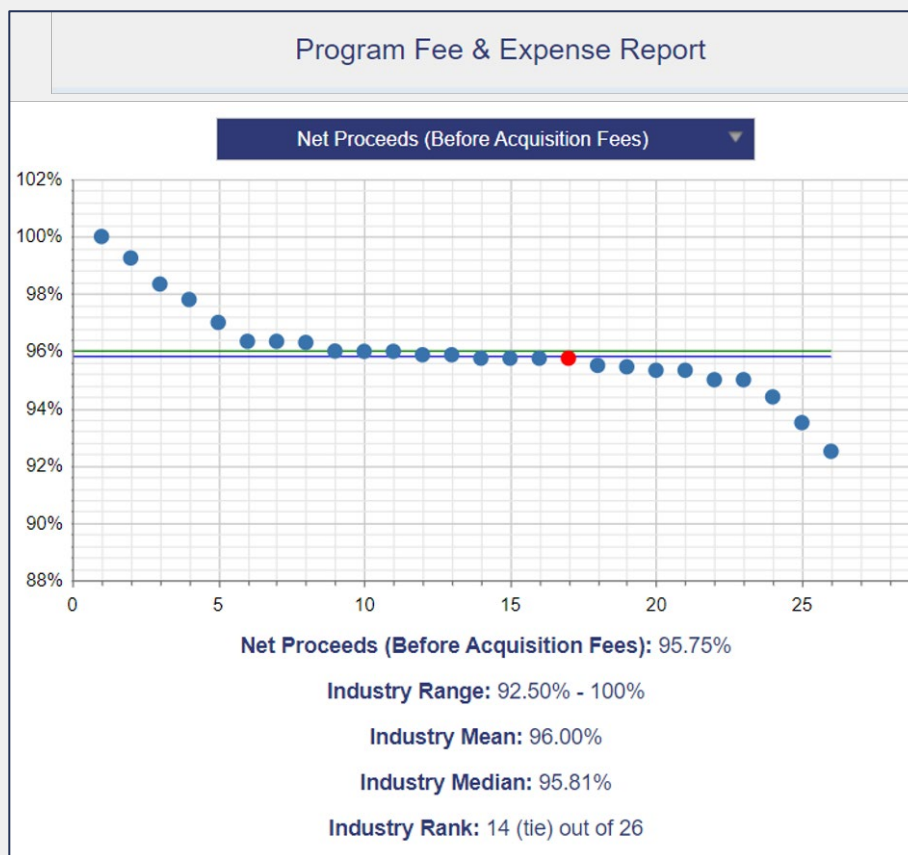 Program Fee & Expense Report
Net Proceeds (Before Acquisition Fees)
102%
100%
98%
96%
94%
92%
90%
88%
0 5 10 15 20 25
Net Proceeds (Before Acquisition Fees): 95.75%
Industry Range: 92.50% - 100%
Industry Mean: 96.00%
Industry Median: 95.81%
Industry Rank: 14 (tie) out of 26